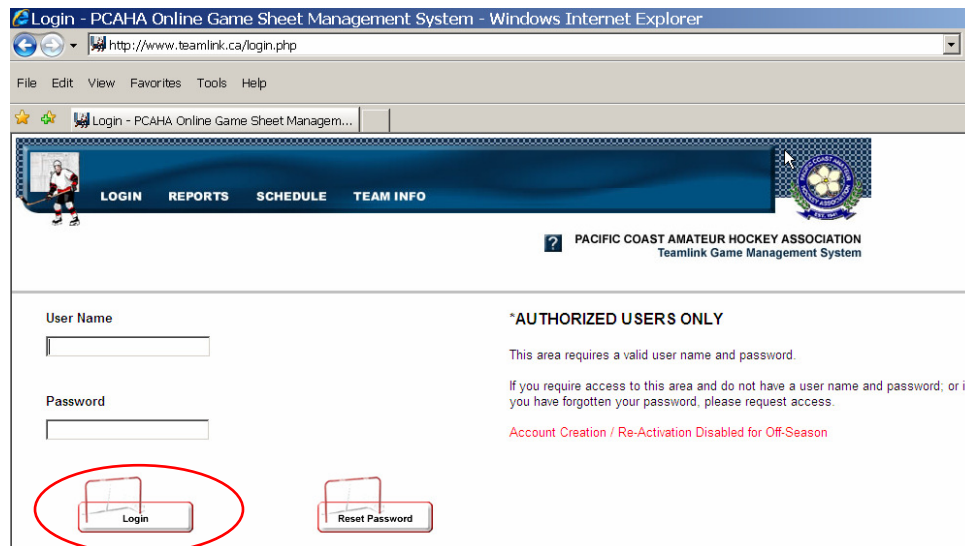 Login - PCAHA Online Game Sheet Management System - Windows Internet Explorer
http://www.teamlink.ca/login.php
File Edit View Favorites Tools Help
Login - PCAHA Online Game Sheet Managem...
LOGIN REPORTS SCHEDULE TEAM INFO
? PACIFIC COAST AMATEUR HOCKEY ASSOCIATION
Teamlink Game Management System
User Name
*AUTHORIZED USERS ONLY
This area requires a valid user name and password.
If you require access to this area and do not have a user name and password; or i
you have forgotten your password, please request access.
Password
Account Creation / Re-Activation Disabled for Off-Season
Login
Reset Password